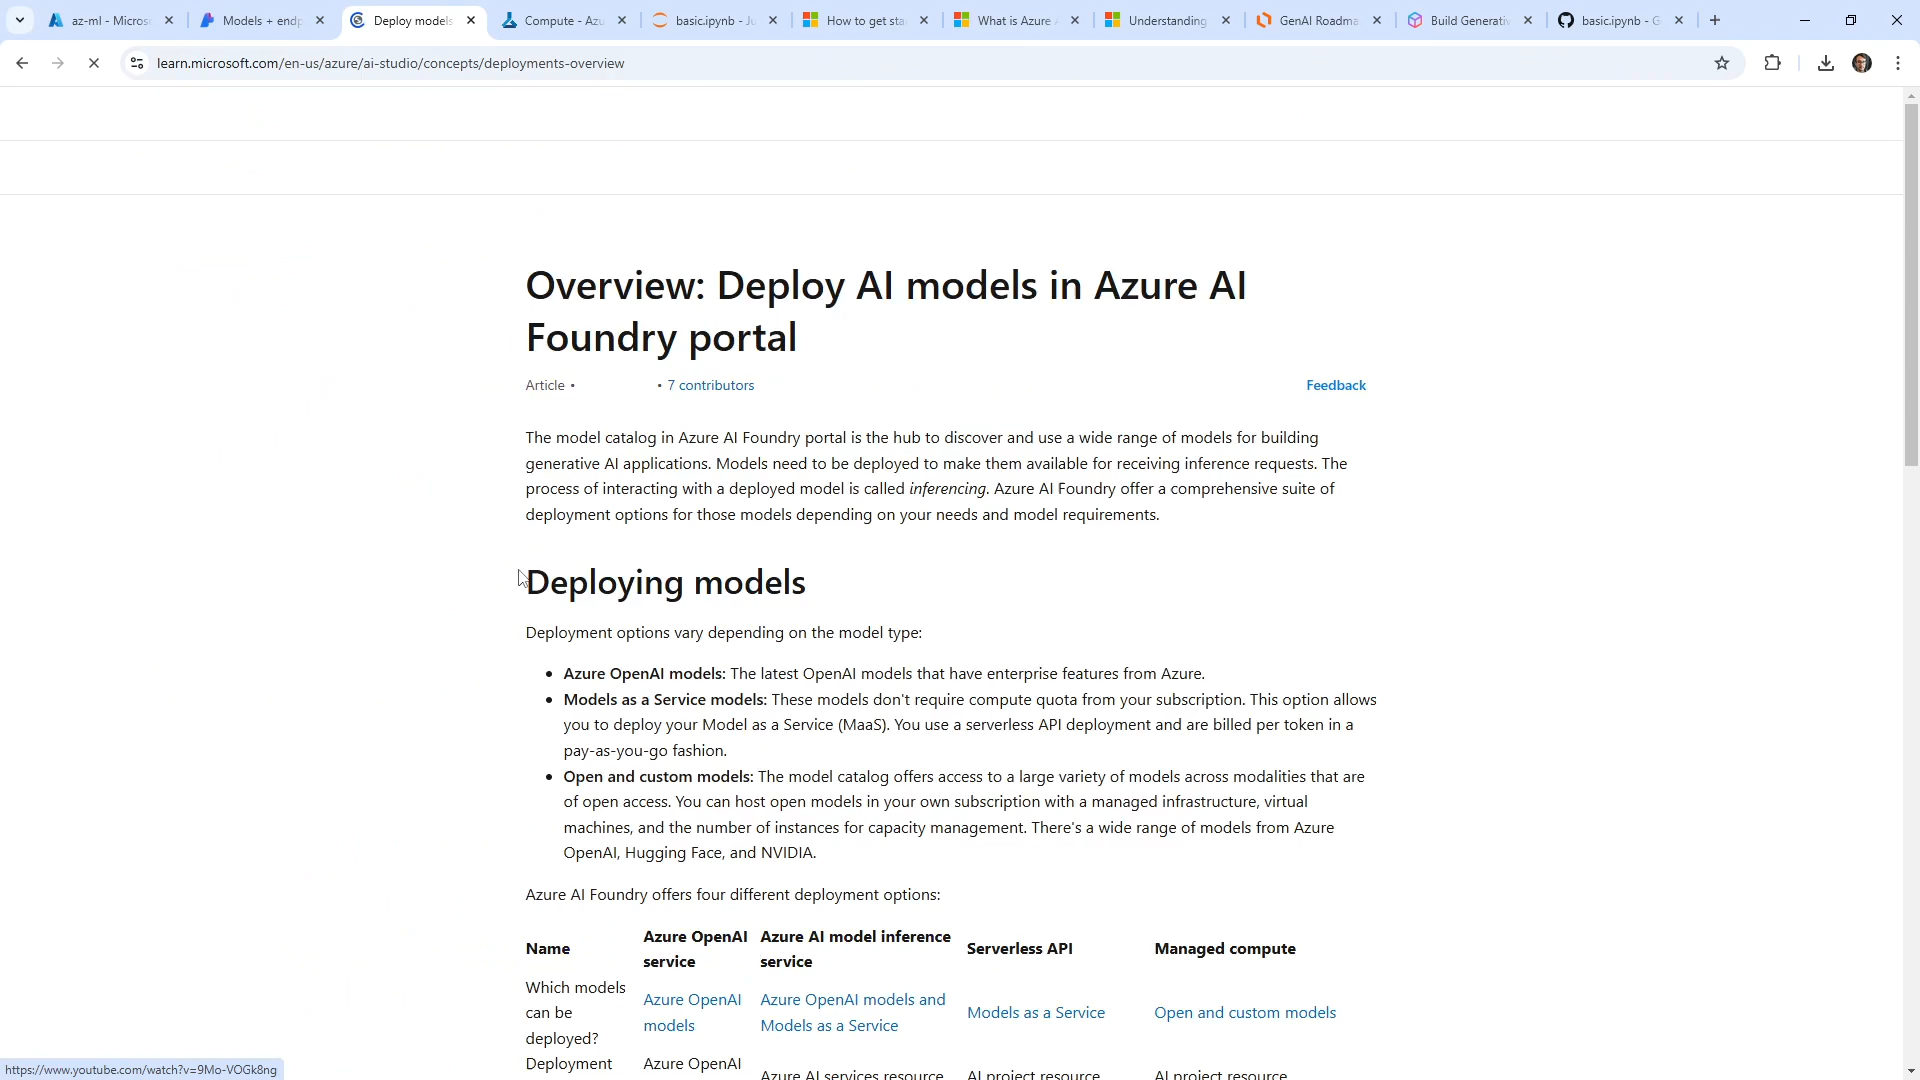 az-ml - Micros
Models + endp
Deploy models
Compute - Azu
basic.ipynb - Ju
How to get sta
What is Azure
Understanding
GenAI Roadma
Build Generativ
basic.ipynb - G
learn.microsoft.com/en-us/azure/ai-studio/concepts/deployments-overview
Overview: Deploy AI models in Azure AI
Foundry portal
Article •
• 7 contributors
Feedback
The model catalog in Azure AI Foundry portal is the hub to discover and use a wide range of models for building
generative AI applications. Models need to be deployed to make them available for receiving inference requests. The
process of interacting with a deployed model is called inferencing. Azure AI Foundry offer a comprehensive suite of
deployment options for those models depending on your needs and model requirements.
Deploying models
Deployment options vary depending on the model type:
• Azure OpenAI models: The latest OpenAI models that have enterprise features from Azure.
• Models as a Service models: These models don't require compute quota from your subscription. This option allows
you to deploy your Model as a Service (MaaS). You use a serverless API deployment and are billed per token in a
pay-as-you-go fashion.
• Open and custom models: The model catalog offers access to a large variety of models across modalities that are
of open access. You can host open models in your own subscription with a managed infrastructure, virtual
machines, and the number of instances for capacity management. There's a wide range of models from Azure
OpenAI, Hugging Face, and NVIDIA.
Azure AI Foundry offers four different deployment options:
Name
Azure OpenAI
service
Azure AI model inference
service
Serverless API
Managed compute
Which models
can be
deployed?
Azure OpenAI
models
Azure OpenAI models and
Models as a Service
Models as a Service
Open and custom models
Deployment
Azure OpenAI
Azure AI services resource
AI project resource
AI project resource
https://www.youtube.com/watch?v=9Mo-VOGk8ng